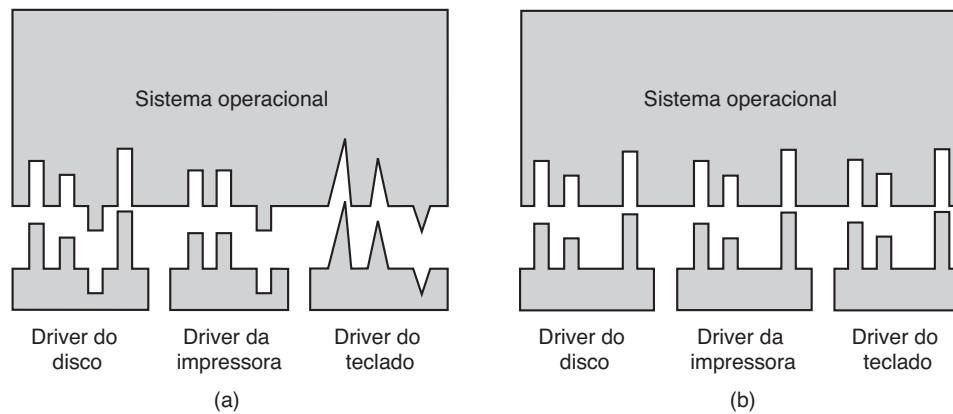 Sistema operacional
Sistema operacional
Driver do
disco
Driver da
impressora
Driver do
teclado
Driver do
disco
Driver da
impressora
Driver do
teclado
(a)
(b)